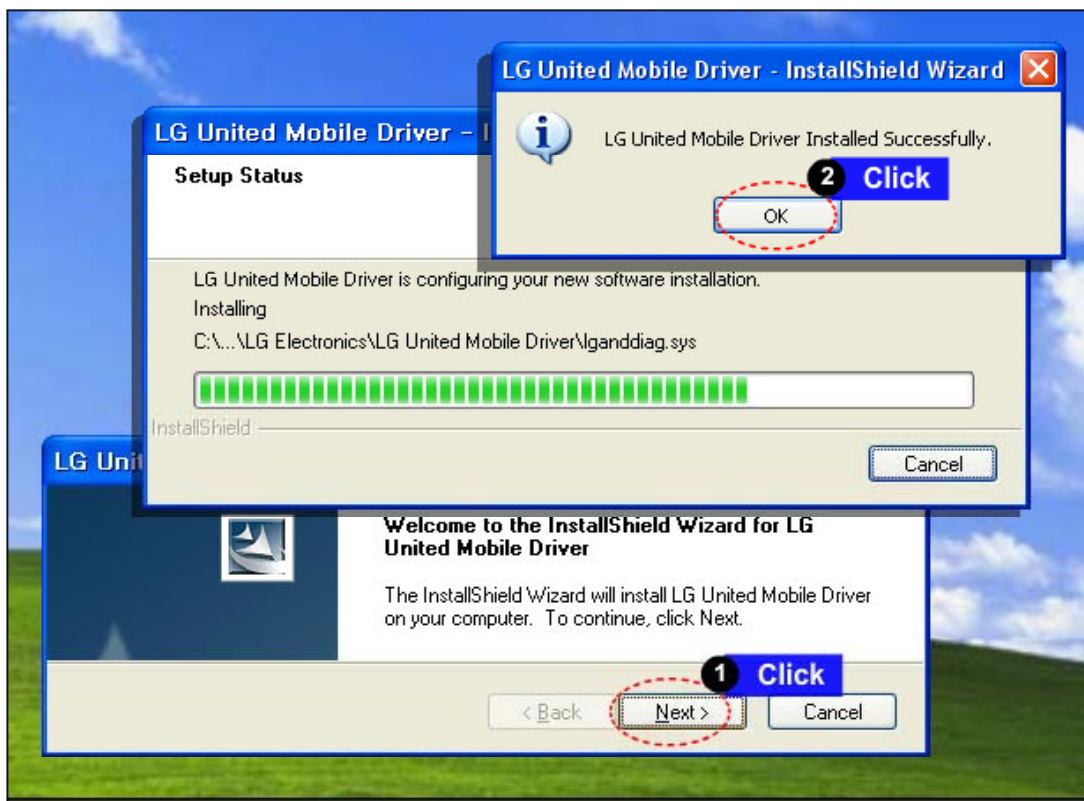 LG United Mobile Driver - InstallShield Wizard
LG United Mobile Driver Installed Successfully.
2 Click
OK
LG United Mobile Driver - I
Setup Status
LG United Mobile Driver is configuring your new software installation.
Installing
C:\...\LG Electronics\LG United Mobile Driver\lganddiag.sys
InstallShield
Cancel
LG Unit
Welcome to the InstallShield Wizard for LG
United Mobile Driver
The InstallShield Wizard will install LG United Mobile Driver
on your computer. To continue, click Next.
1 Click
< Back
Next >
Cancel